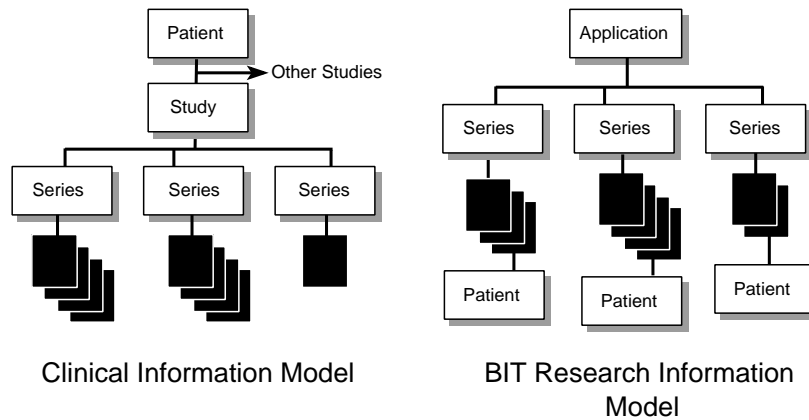 Patient
Other Studies
Study
Series
Series
Series
Clinical Information Model
Application
Series
Series
Series
Patient
Patient
Patient
BIT Research Information
Model